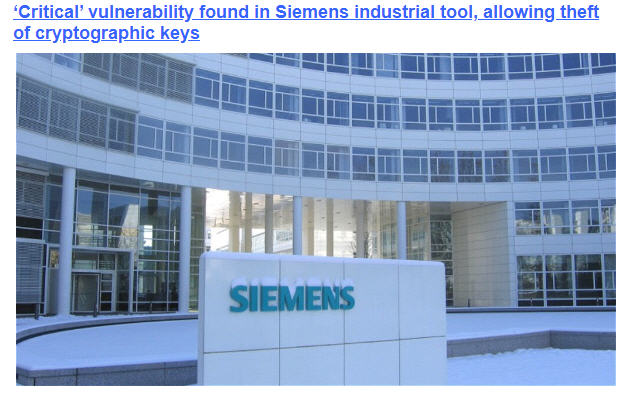 ‘Critical’ vulnerability found in Siemens industrial tool, allowing theft
of cryptographic keys
SIEMENS